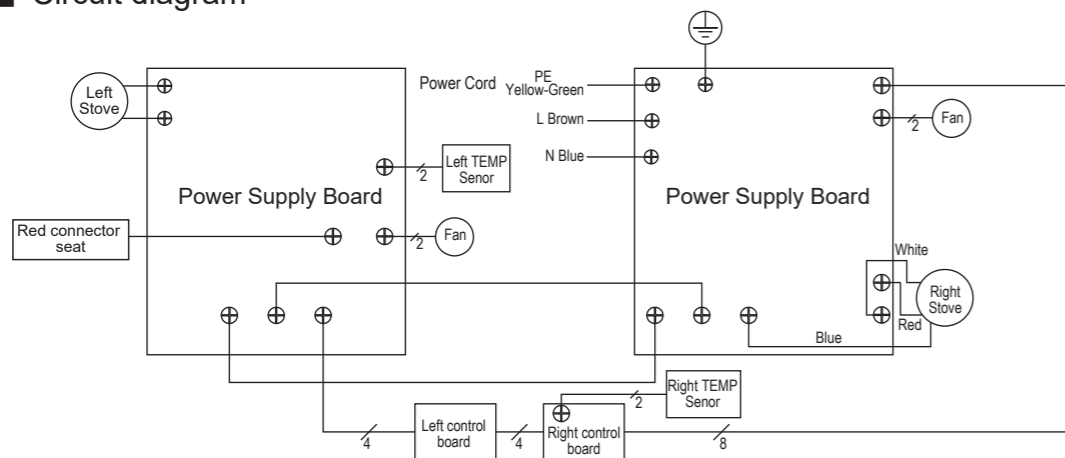 Circuit diagram
Left
Stove
Power Cord
PE
Yellow-Green
L Brown
N Blue
Fan
2
Left TEMP
Senor
2
Power Supply Board
Power Supply Board
Red connector
seat
Fan
2
White
Right
Stove
Red
Blue
Right TEMP
Senor
2
Left control
board
Right control
board
4
4
8